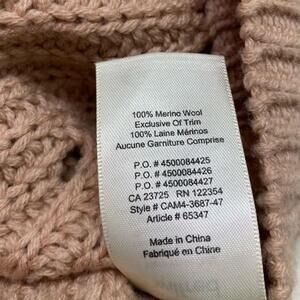 100% Merino Wool
Exclusive Of Trim
100% Laine Mérinos
Aucune Garniture Comprise
P.O. # 4500084425
P.O. # 4500084426
P.O. # 4500084427
CA 23725 RN 122354
Style # CAM4-3687-47
Article # 65347
Made in China
Fabriqué en Chine